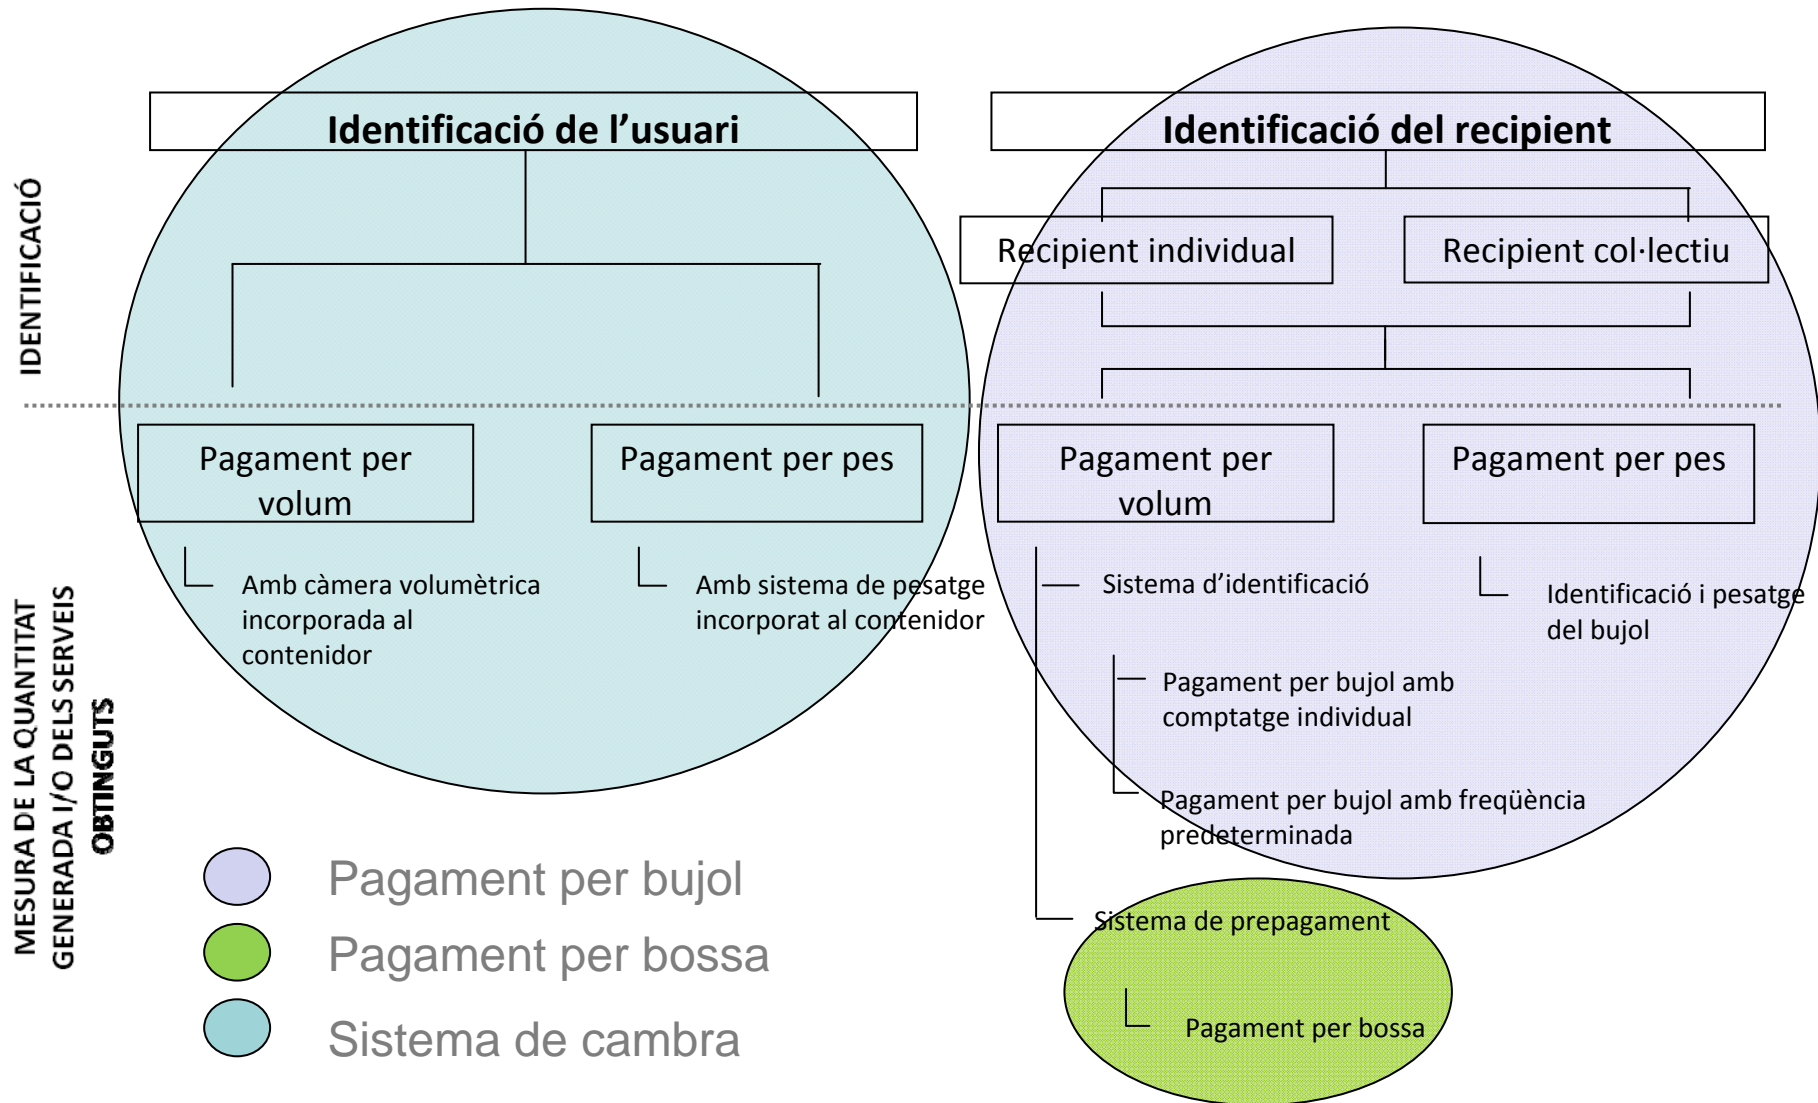 IDENTIFICACIÓ
Identificació de l’usuari
Identificació del recipient
Recipient individual
Recipient col·lectiu
MESURA DE LA QUANTITAT
GENERADA I/O DELS SERVEIS
OBTINGUTS
Pagament per
volum
Pagament per pes
Amb càmera volumètrica
incorporada al
contenidor
Amb sistema de pesatge
incorporat al contenidor
Pagament per
volum
Pagament per pes
Sistema d’identificació
Identificació i pesatge
del bujol
Pagament per bujol amb
comptatge individual
Pagament per bujol amb freqüència
predeterminada
Sistema de prepagament
Pagament per bossa
Pagament per bujol
Pagament per bossa
Sistema de cambra